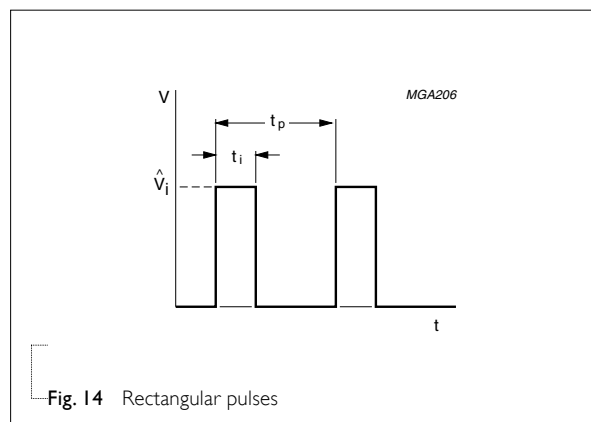 V
MGA206
t p
t i
V̂i
t
Fig. 14 Rectangular pulses